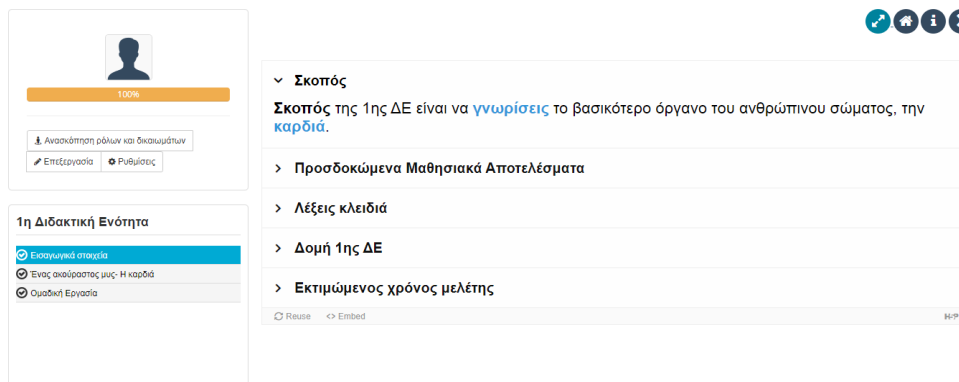 100%
Ανασκόπηση ρόλων και δικαιωμάτων
Επεξεργασία
Ρυθμίσεις
1η Διδακτική Ενότητα
Εισαγωγικά στοιχεία
Ένας ακούραστος μυς- Η καρδιά
Ομαδική Εργασία
Σκοπός
Σκοπός της 1ης ΔΕ είναι να γνωρίσεις το βασικότερο όργανο του ανθρώπινου σώματος, την
καρδιά.
Προσδοκώμενα Μαθησιακά Αποτελέσματα
Λέξεις κλειδιά
Δομή 1ης ΔΕ
Εκτιμώμενος χρόνος μελέτης
Reuse
<> Embed